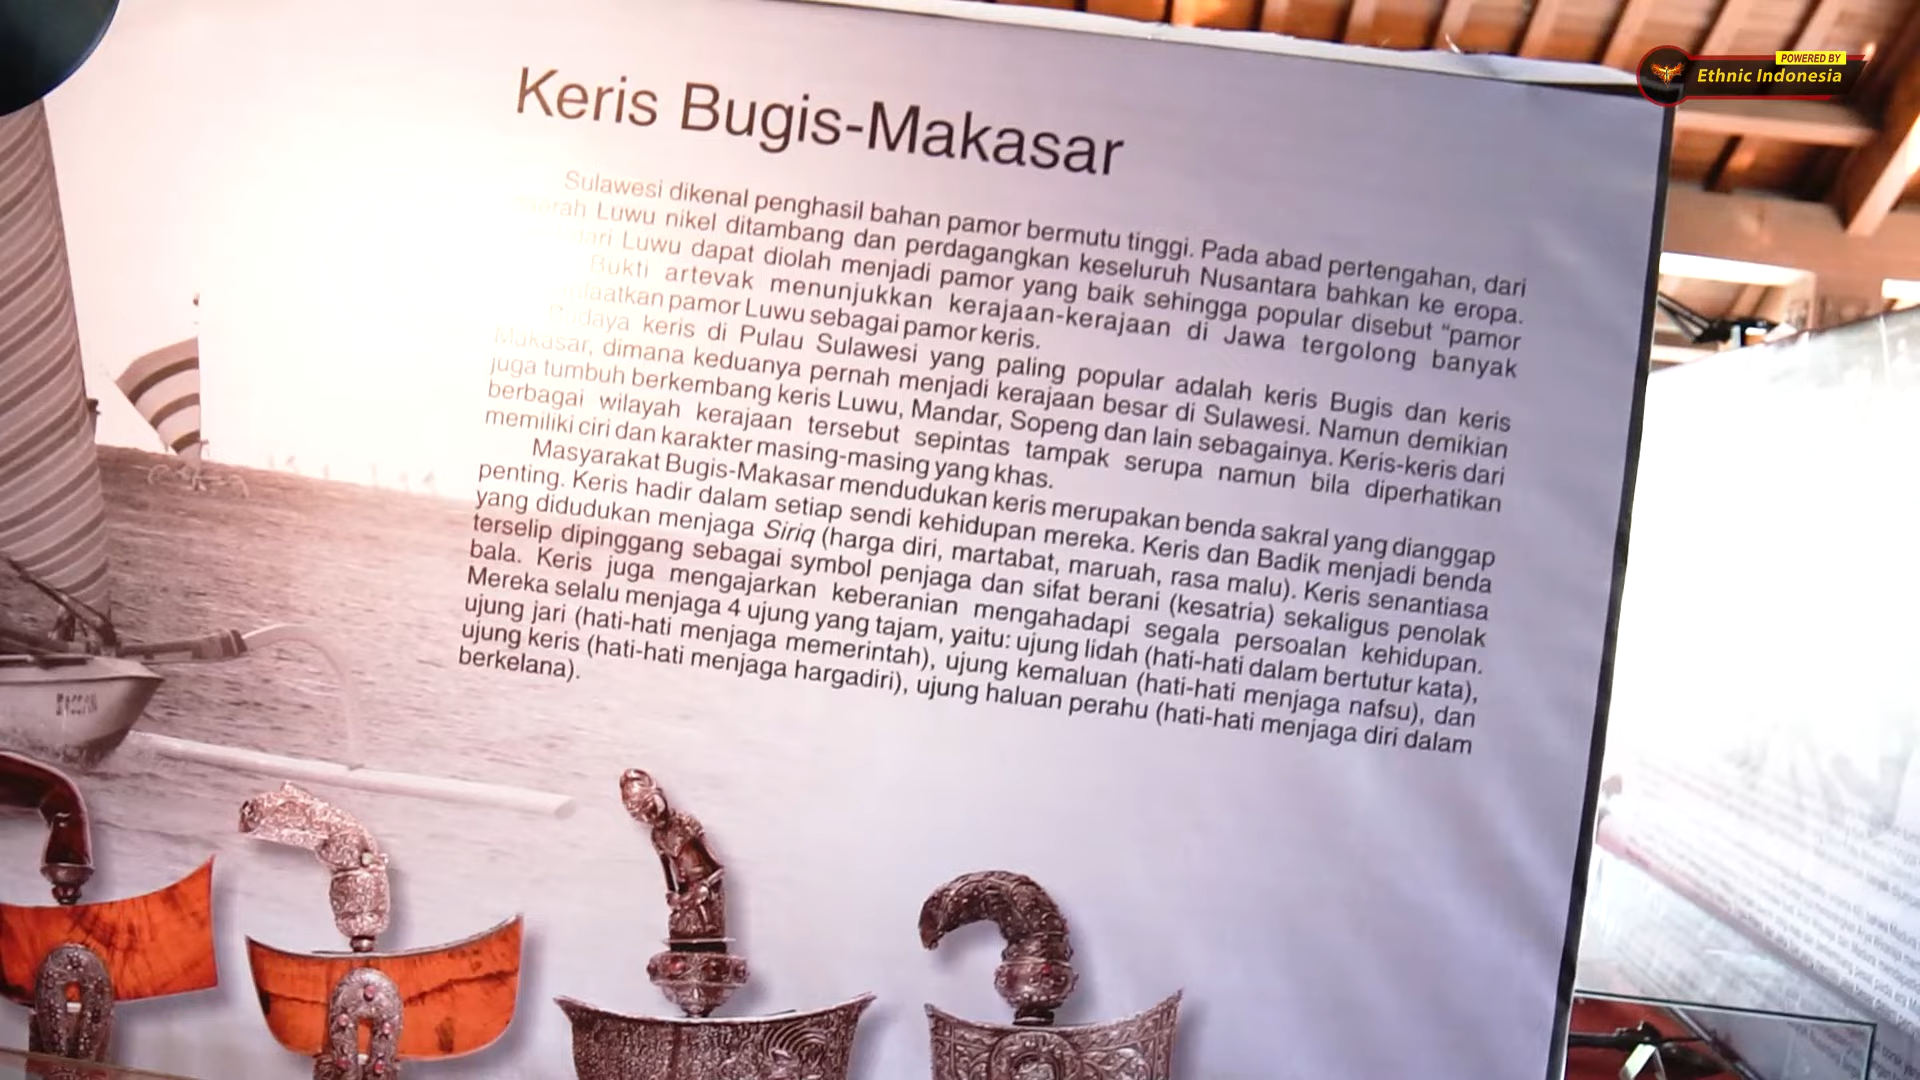 POWERED BY
Ethnic Indonesia
Keris Bugis-Makasar
Sulawesi dikenal penghasil bahan pamor bermutu tinggi. Pada abad pertengahan, dari
Luwu nikel ditambang dan perdagangkan keseluruh Nusantara bahkan ke eropa.
dari Luwu dapat diolah menjadi pamor yang baik sehingga popular disebut “pamor
Bukti artevak menunjukkan kerajaan-kerajaan di Jawa tergolong banyak
pamor Luwu sebagai pamor keris.
Budaya keris di Pulau Sulawesi yang paling popular adalah keris Bugis dan keris
Makasar, dimana keduanya pernah menjadi kerajaan besar di Sulawesi. Namun demikian
juga tumbuh berkembang keris Luwu, Mandar, Sopeng dan lain sebagainya. Keris-keris dari
berbagai wilayah kerajaan tersebut sepintas tampak serupa namun bila diperhatikan
memiliki ciri dan karakter masing-masing yang khas.
Masyarakat Bugis-Makasar mendudukan keris merupakan benda sakral yang dianggap
penting. Keris hadir dalam setiap sendi kehidupan mereka. Keris dan Badik menjadi benda
yang didudukan menjaga Siriq (harga diri, martabat, maruah, rasa malu). Keris senantiasa
terselip dipinggang sebagai symbol penjaga dan sifat berani (kesatria) sekaligus penolak
bala. Keris juga mengajarkan keberanian mengahadapi segala persoalan kehidupan.
Mereka selalu menjaga 4 ujung yang tajam, yaitu: ujung lidah (hati-hati dalam bertutur kata),
ujung jari (hati-hati menjaga memerintah), ujung kemaluan (hati-hati menjaga nafsu), dan
ujung keris (hati-hati menjaga hargadiri), ujung haluan perahu (hati-hati menjaga diri dalam
berkelana).